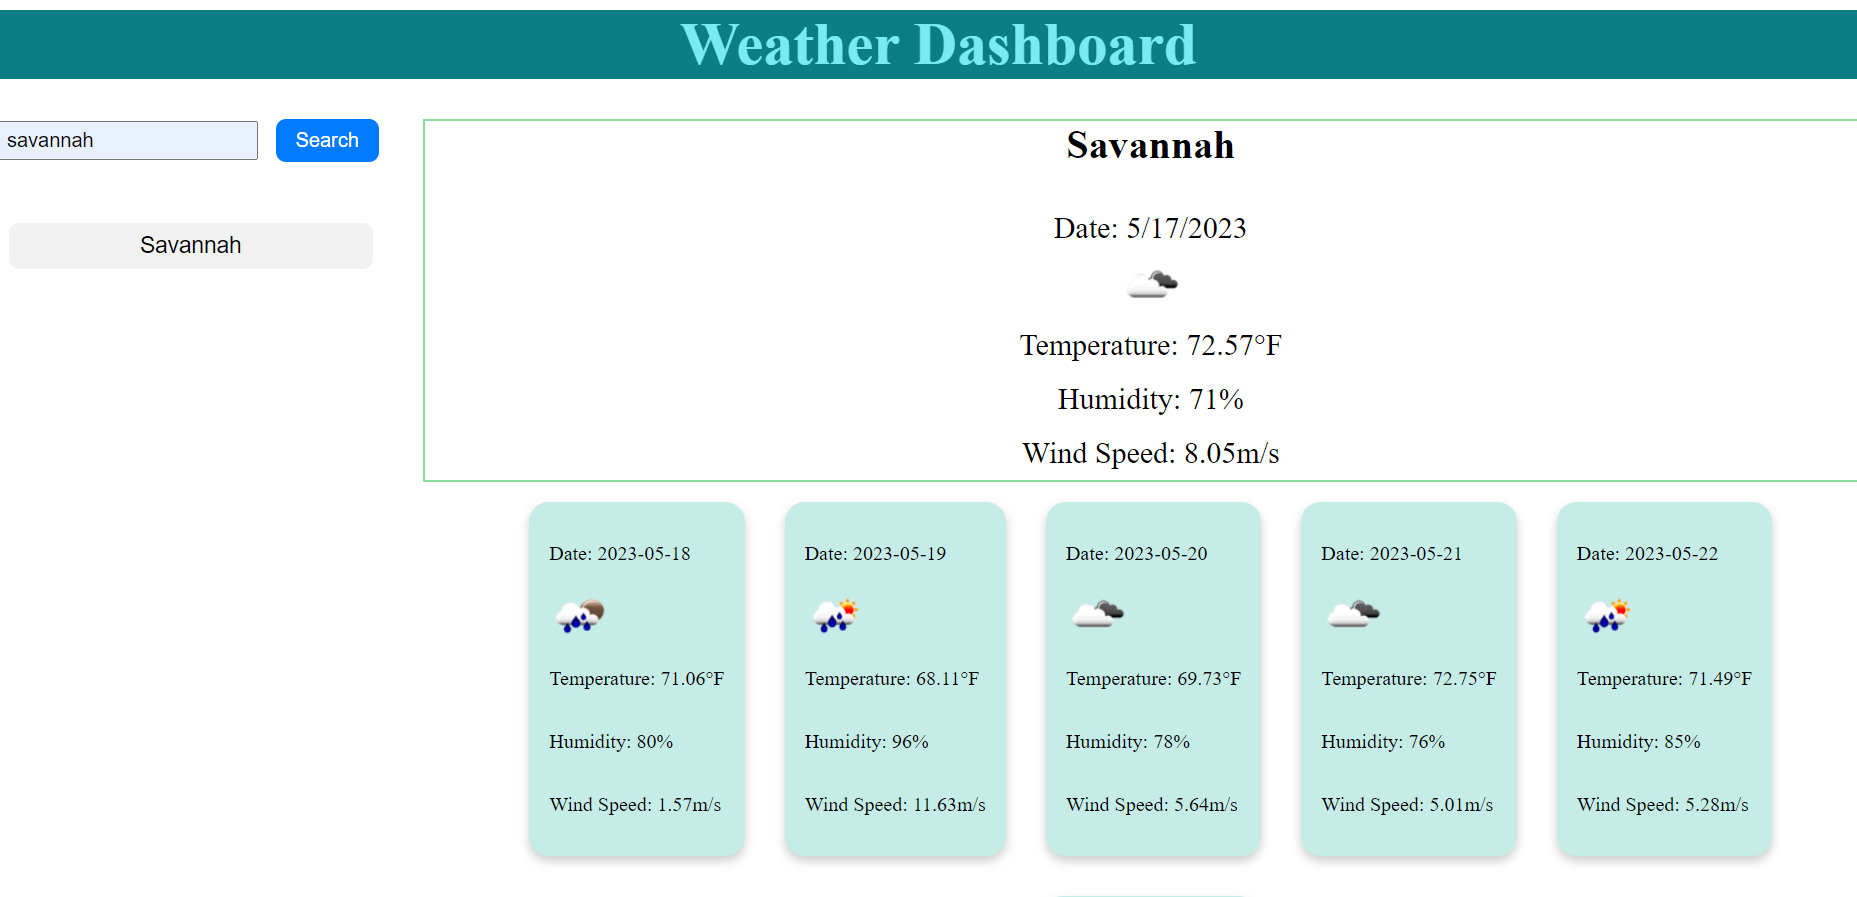 Weather Dashboard
savannah
Search
Savannah
Savannah
Date: 5/17/2023
Temperature: 72.57°F
Humidity: 71%
Wind Speed: 8.05m/s
Date: 2023-05-18
Temperature: 71.06°F
Humidity: 80%
Wind Speed: 1.57m/s
Date: 2023-05-19
Temperature: 68.11°F
Humidity: 96%
Wind Speed: 11.63m/s
Date: 2023-05-20
Temperature: 69.73°F
Humidity: 78%
Wind Speed: 5.64m/s
Date: 2023-05-21
Temperature: 72.75°F
Humidity: 76%
Wind Speed: 5.01m/s
Date: 2023-05-22
Temperature: 71.49°F
Humidity: 85%
Wind Speed: 5.28m/s